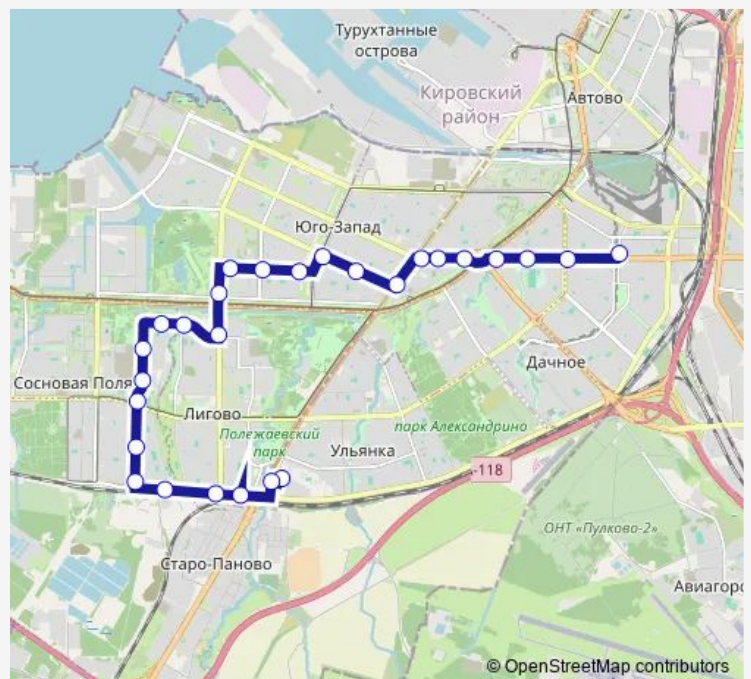 Турухтанные
острова
Кировский
район
Автово
Юго-Запад
Дачное
Сосновая Поля
Лигово
Полежаевский
парк
парк Александрино
Ульянка
-118
ОНТ «Пулково-2»
Старо-Паново
Авиагоро
© OpenStreetMap contributors